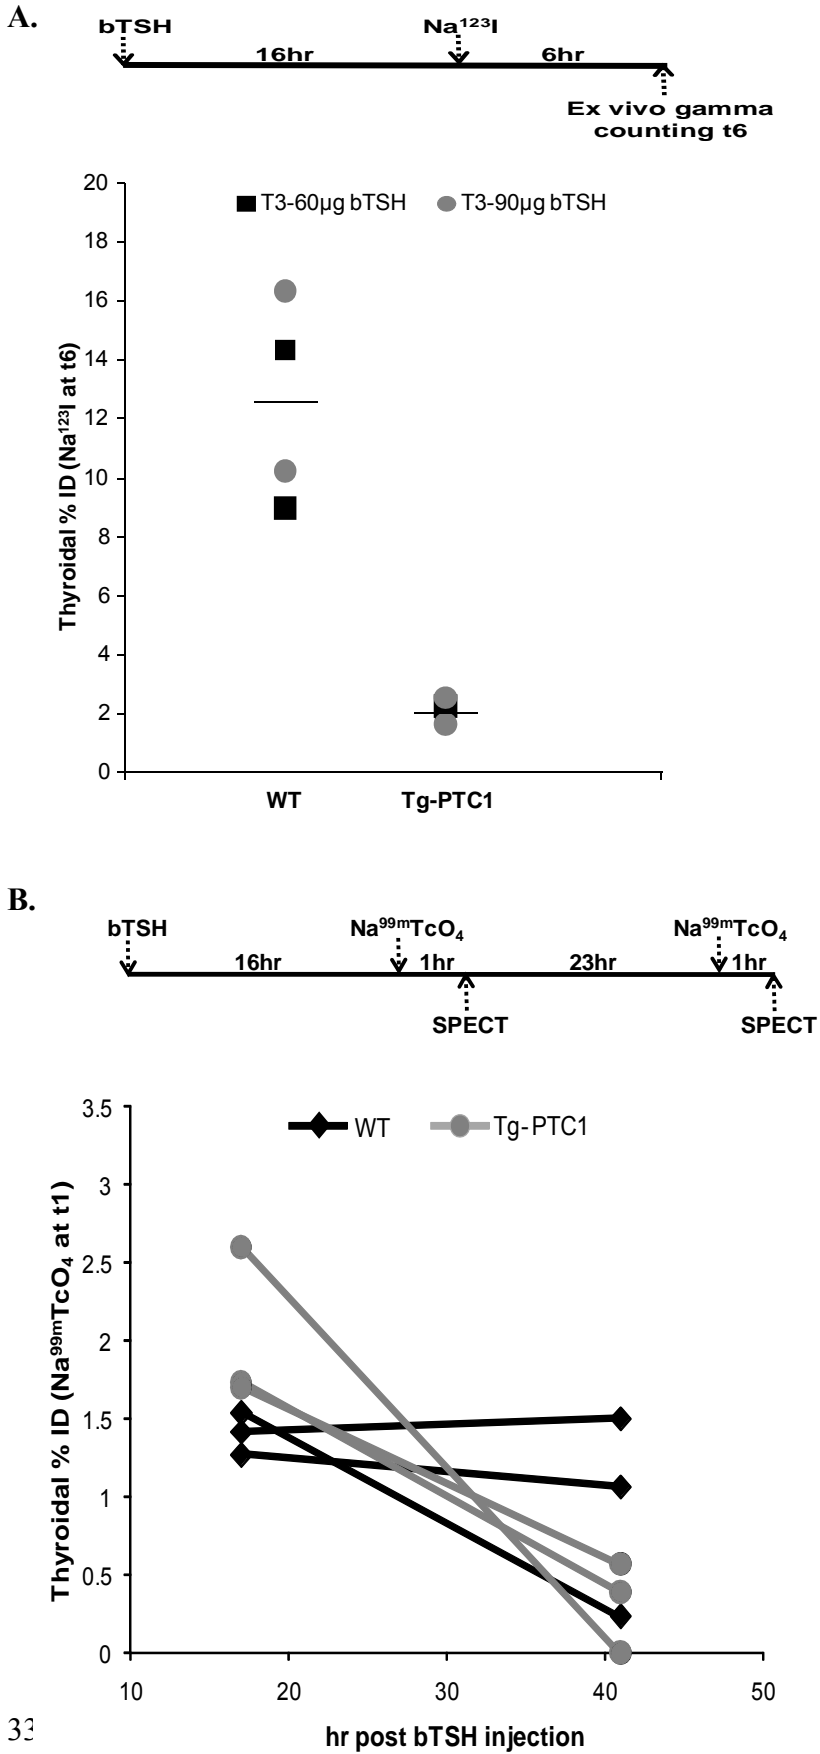 A.
bTSH Na¹²³I
16hr 6hr
Ex vivo gamma
counting t6
T3-60µg bTSH T3-90µg bTSH
Thyroidal % ID (Na¹²³I at t6)
20
18
16
14
12
10
8
6
4
2
0
WT Tg-PTC1
B.
bTSH Na⁹⁹ᵐTcO₄ Na⁹⁹ᵐTcO₄
16hr 1hr 23hr 1hr
SPECT SPECT
WT Tg-PTC1
Thyroidal % ID (Na⁹⁹ᵐTcO₄ at t1)
3.5
3
2.5
2
1.5
1
0.5
0
10 20 30 40 50
hr post bTSH injection